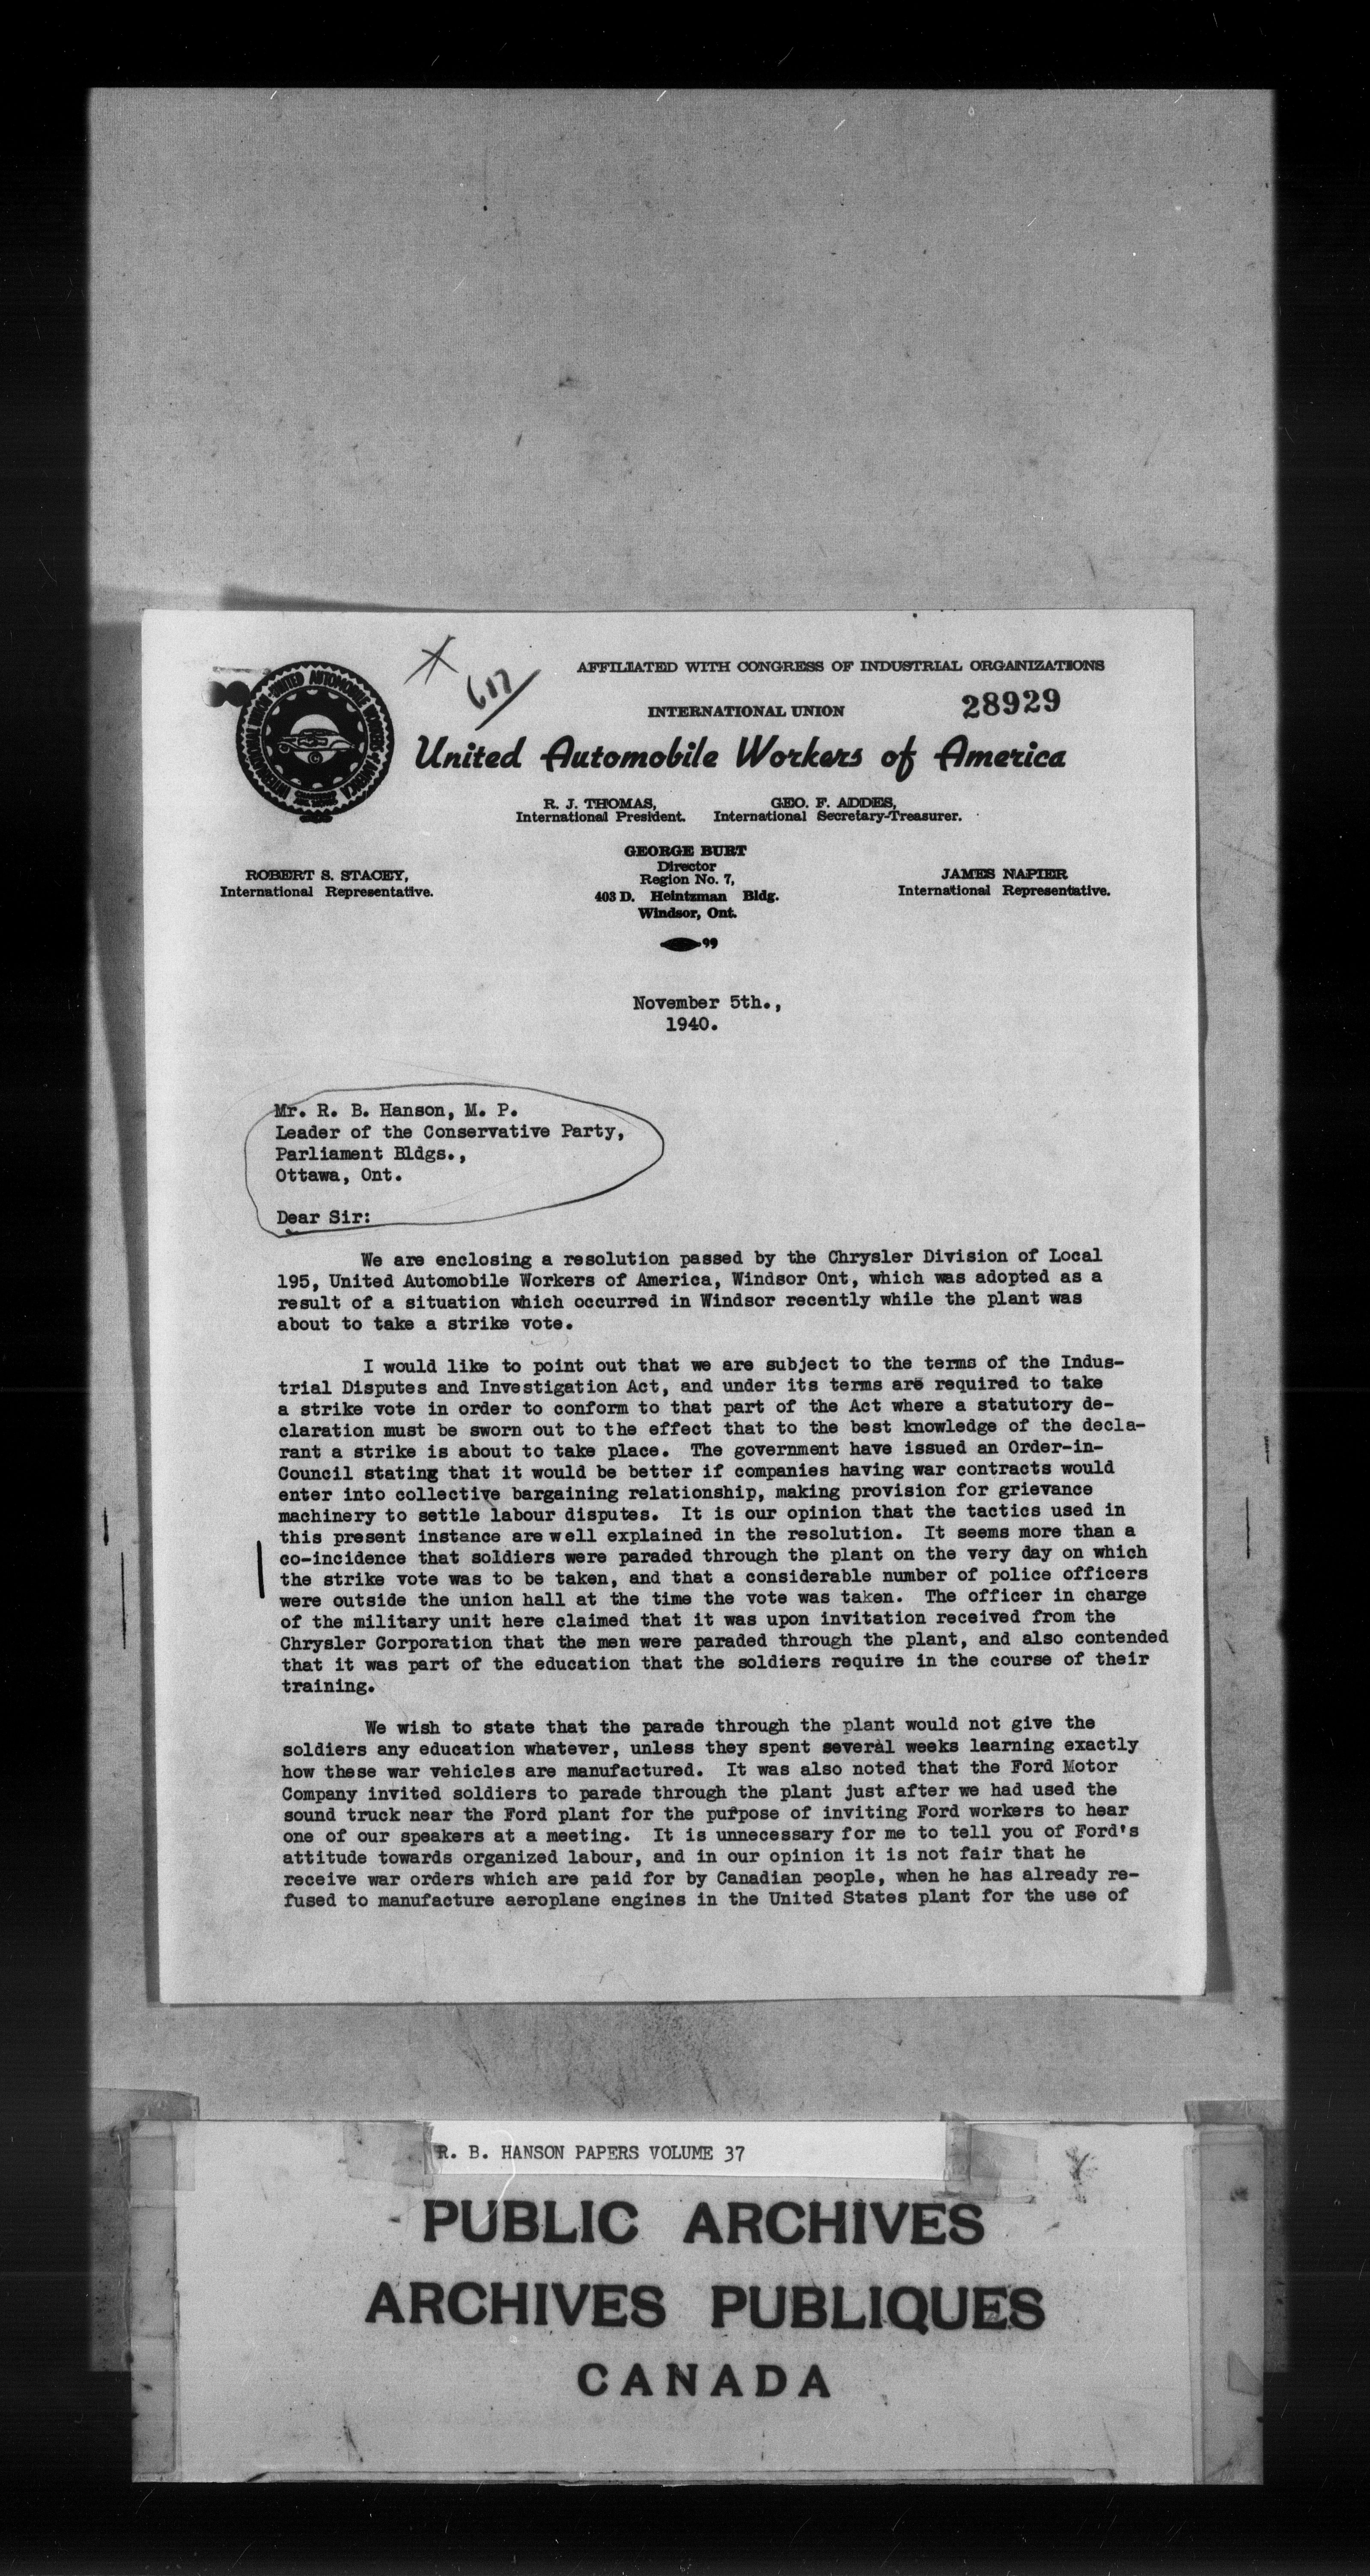 AFFILIATED WITH CONGRESS OF INDUSTRIAL ORGANIZATIONS
617
INTERNATIONAL UNION
28929
United Automobile Workers of America
R. J. THOMAS,
International President.
GEO. F. ADDES,
International Secretary-Treasurer.
GEORGE BURT
Director
Region No. 7,
403 D. Heintzman Bldg.
Windsor, Ont.
99
ROBERT S. STACEY,
International Representative.
JAMES NAPIER
International Representative.
November 5th.,
1940.
Mr. R. B. Hanson, M. P.
Leader of the Conservative Party,
Parliament Bldgs.,
Ottawa, Ont.
Dear Sir:
We are enclosing a resolution passed by the Chrysler Division of Local
195, United Automobile Workers of America, Windsor Ont, which was adopted as a
result of a situation which occurred in Windsor recently while the plant was
about to take a strike vote.
I would like to point out that we are subject to the terms of the Indus-
trial Disputes and Investigation Act, and under its terms are required to take
a strike vote in order to conform to that part of the Act where a statutory de-
claration must be sworn out to the effect that to the best knowledge of the decla-
rant a strike is about to take place. The government have issued an Order-in-
Council stating that it would be better if companies having war contracts would
enter into collective bargaining relationship, making provision for grievance
machinery to settle labour disputes. It is our opinion that the tactics used in
this present instance are well explained in the resolution. It seems more than a
co-incidence that soldiers were paraded through the plant on the very day on which
the strike vote was to be taken, and that a considerable number of police officers
were outside the union hall at the time the vote was taken. The officer in charge
of the military unit here claimed that it was upon invitation received from the
Chrysler Corporation that the men were paraded through the plant, and also contended
that it was part of the education that the soldiers require in the course of their
training.
We wish to state that the parade through the plant would not give the
soldiers any education whatever, unless they spent several weeks learning exactly
how these war vehicles are manufactured. It was also noted that the Ford Motor
Company invited soldiers to parade through the plant just after we had used the
sound truck near the Ford plant for the purpose of inviting Ford workers to hear
one of our speakers at a meeting. It is unnecessary for me to tell you of Ford's
attitude towards organized labour, and in our opinion it is not fair that he
receive war orders which are paid for by Canadian people, when he has already re-
fused to manufacture aeroplane engines in the United States plant for the use of
R. B. HANSON PAPERS VOLUME 37
PUBLIC ARCHIVES
ARCHIVES PUBLIQUES
CANADA